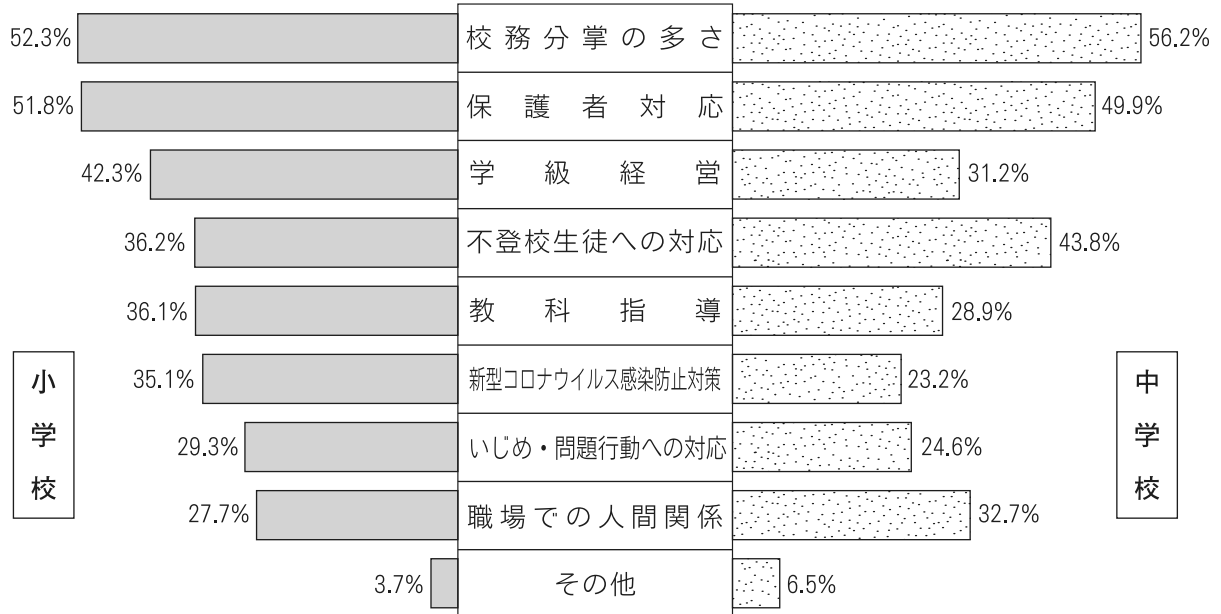 52.3% 校務分掌の多さ 56.2%
51.8% 保護者対応 49.9%
42.3% 学級経営 31.2%
36.2% 不登校生徒への対応 43.8%
36.1% 教科指導 28.9%
35.1% 新型コロナウイルス感染防止対策 23.2%
29.3% いじめ・問題行動への対応 24.6%
27.7% 職場での人間関係 32.7%
3.7% その他 6.5%
小学校
中学校